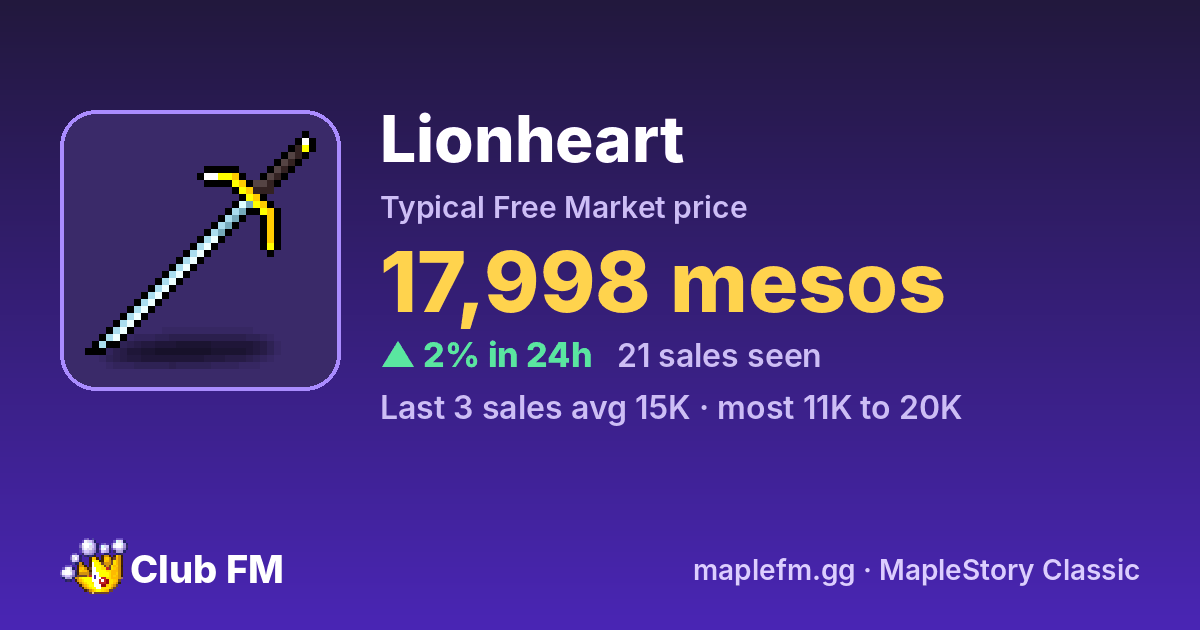 Lionheart
Typical Free Market price
17,998 mesos
▲ 2% in 24h 21 sales seen
Last 3 sales avg 15K · most 11K to 20K
Club FM
maplefm.gg · MapleStory Classic